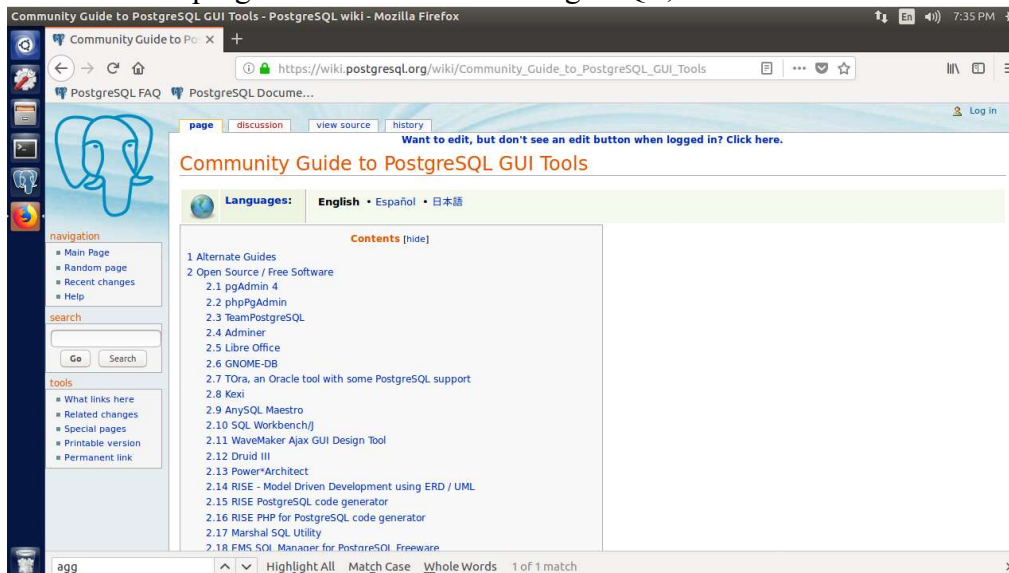 Community Guide to PostgreSQL GUI Tools - PostgreSQL wiki - Mozilla Firefox
En
7:35 PM
Community Guide to Po
https://wiki.postgresql.org/wiki/Community_Guide_to_PostgreSQL_GUI_Tools
PostgreSQL FAQ
PostgreSQL Docume...
Log in
page
discussion
view source
history
Want to edit, but don't see an edit button when logged in? Click here.
Community Guide to PostgreSQL GUI Tools
Languages:
English • Español • 日本語
navigation
Main Page
Random page
Recent changes
Help
search
Go
Search
tools
What links here
Related changes
Special pages
Printable version
Permanent link
Contents [hide]
1 Alternate Guides
2 Open Source / Free Software
2.1 pgAdmin 4
2.2 phpPgAdmin
2.3 TeamPostgreSQL
2.4 Adminer
2.5 Libre Office
2.6 GNOME-DB
2.7 TOra, an Oracle tool with some PostgreSQL support
2.8 Kexi
2.9 AnySQL Maestro
2.10 SQL Workbench/J
2.11 WaveMaker Ajax GUI Design Tool
2.12 Druid III
2.13 Power*Architect
2.14 RISE - Model Driven Development using ERD / UML
2.15 RISE PostgreSQL code generator
2.16 RISE PHP for PostgreSQL code generator
2.17 Marshal SQL Utility
2.18 EMS SQL Manager for PostgreSQL Freeware
agg
Highlight All
Match Case
Whole Words
1 of 1 match